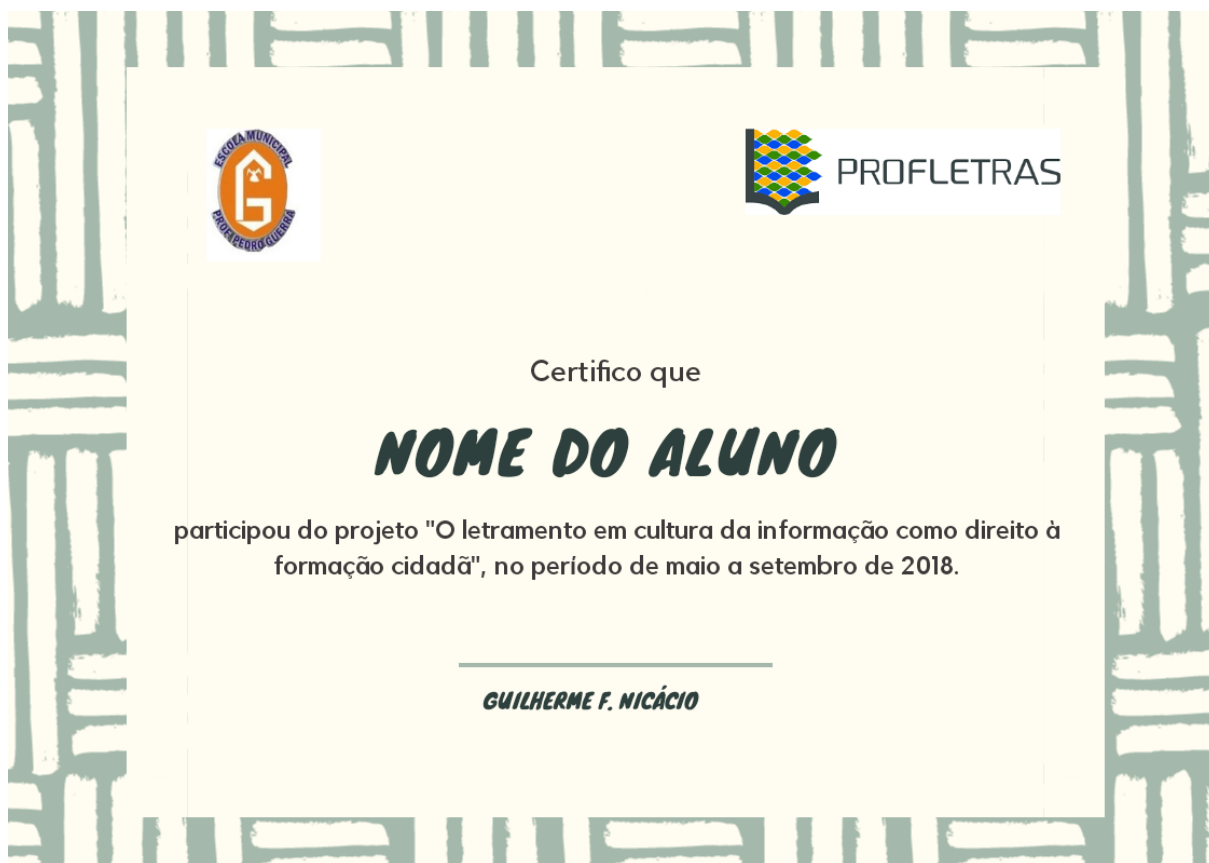 ESCOLA MUNICIPAL
G
PROFº PEDRO GUERRA
PROFLETRAS
Certifico que
NOME DO ALUNO
participou do projeto "O letramento em cultura da informação como direito à
formação cidadã", no período de maio a setembro de 2018.
GUILHERME F. NICÁCIO